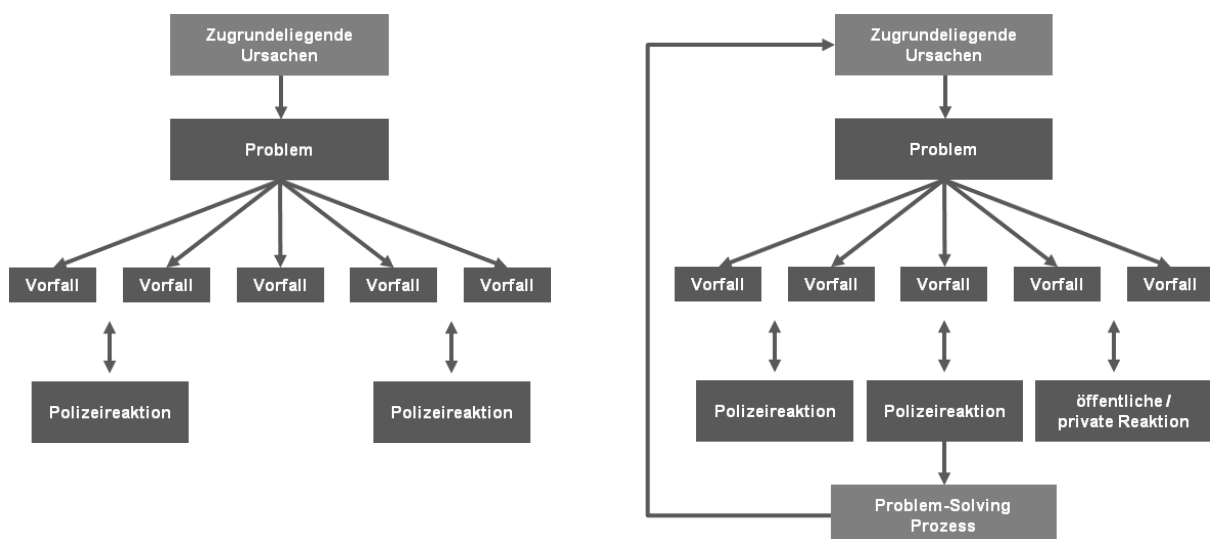 Zugrundeliegende
Ursachen
Problem
Vorfall
Vorfall
Vorfall
Vorfall
Vorfall
Polizeireaktion
Polizeireaktion
Zugrundeliegende
Ursachen
Problem
Vorfall
Vorfall
Vorfall
Vorfall
Vorfall
Polizeireaktion
Polizeireaktion
öffentliche /
private Reaktion
Problem-Solving
Prozess